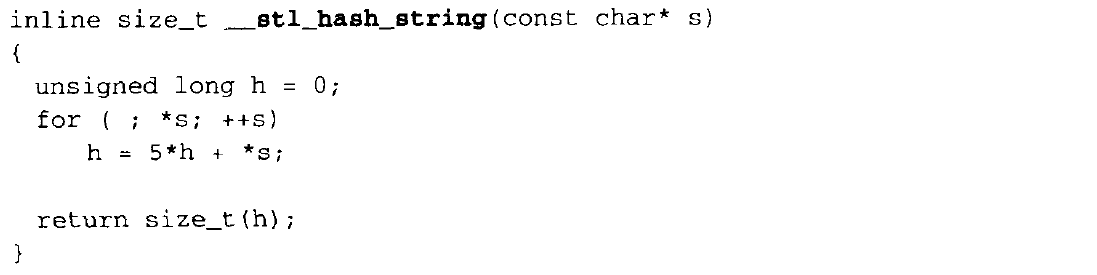 inline size_t __stl_hash_string(const char* s)
{
  unsigned long h = 0;
  for ( ; *s; ++s)
     h = 5*h + *s;

  return size_t(h);
}